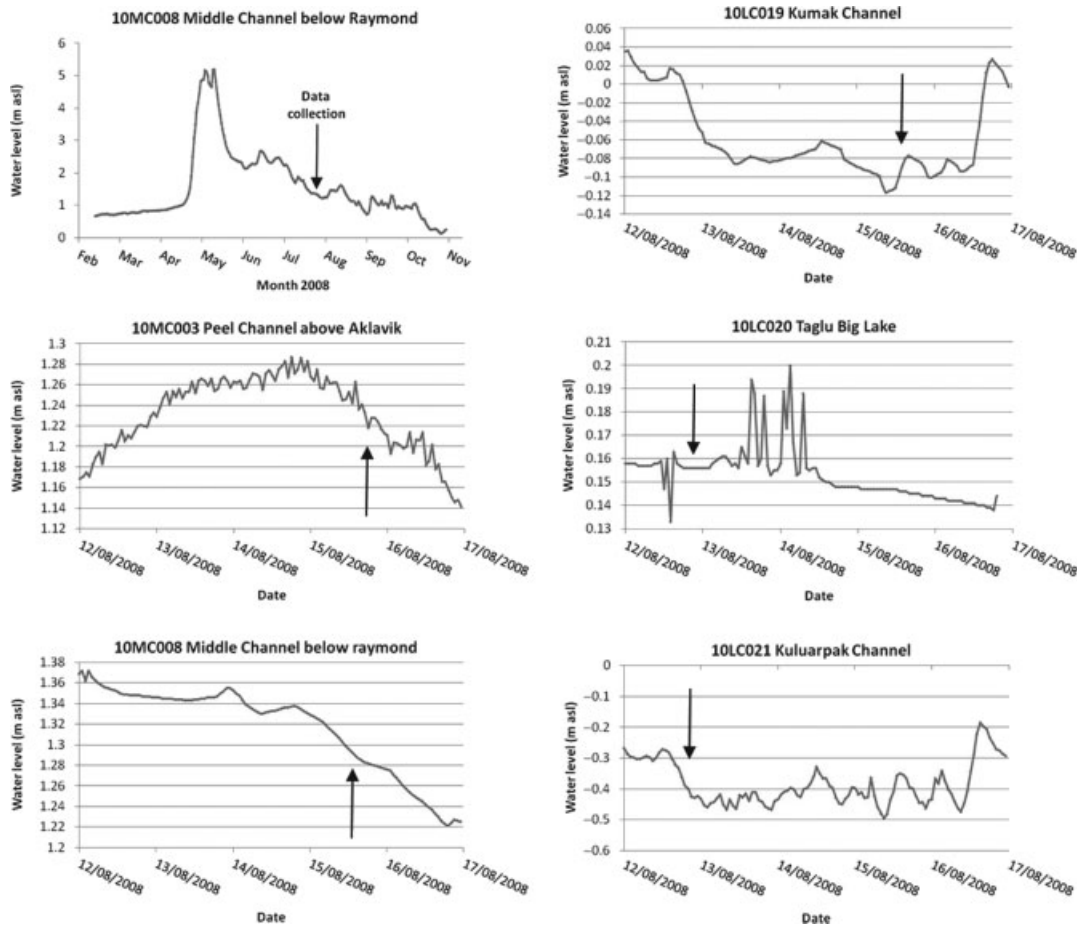 10MC008 Middle Channel below Raymond
Water level (m asl)
6
5
4
3
2
1
0
Data
collection
Feb
Mar
Apr
May
Jun
Jul
Aug
Sep
Oct
Nov
Month 2008
10LC019 Kumak Channel
Water level (m asl)
0.06
0.04
0.02
0
–0.02
–0.04
–0.06
–0.08
–0.1
–0.12
–0.14
12/08/2008
13/08/2008
14/08/2008
15/08/2008
16/08/2008
17/08/2008
Date
10MC003 Peel Channel above Aklavik
Water level (m asl)
1.3
1.28
1.26
1.24
1.22
1.2
1.18
1.16
1.14
1.12
12/08/2008
13/08/2008
14/08/2008
15/08/2008
16/08/2008
17/08/2008
Date
10LC020 Taglu Big Lake
Water level (m asl)
0.21
0.2
0.19
0.18
0.17
0.16
0.15
0.14
0.13
12/08/2008
13/08/2008
14/08/2008
15/08/2008
16/08/2008
17/08/2008
Date
10MC008 Middle Channel below raymond
Water level (m asl)
1.38
1.36
1.34
1.32
1.3
1.28
1.26
1.24
1.22
1.2
12/08/2008
13/08/2008
14/08/2008
15/08/2008
16/08/2008
17/08/2008
Date
10LC021 Kuluarpak Channel
Water level (m asl)
0
–0.1
–0.2
–0.3
–0.4
–0.5
–0.6
12/08/2008
13/08/2008
14/08/2008
15/08/2008
16/08/2008
17/08/2008
Date